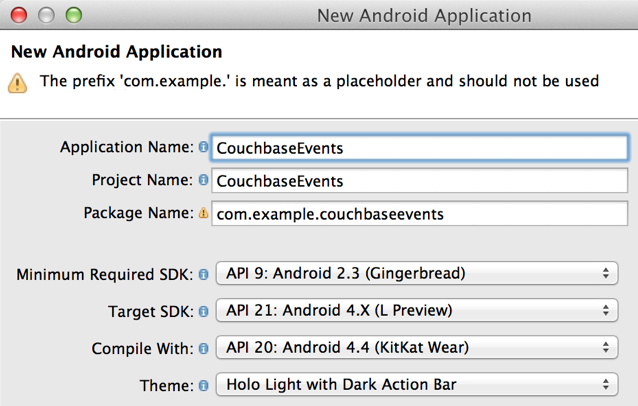 New Android Application
New Android Application
The prefix 'com.example.' is meant as a placeholder and should not be used
Application Name: CouchbaseEvents
Project Name: CouchbaseEvents
Package Name: com.example.couchbaseevents
Minimum Required SDK: API 9: Android 2.3 (Gingerbread)
Target SDK: API 21: Android 4.X (L Preview)
Compile With: API 20: Android 4.4 (KitKat Wear)
Theme: Holo Light with Dark Action Bar